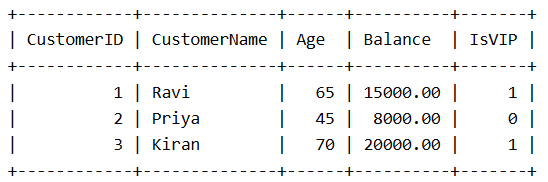 +------------+--------------+------+----------+-------+
| CustomerID | CustomerName | Age  | Balance  | IsVIP |
+------------+--------------+------+----------+-------+
|          1 | Ravi         |   65 | 15000.00 |     1 |
|          2 | Priya        |   45 |  8000.00 |     0 |
|          3 | Kiran        |   70 | 20000.00 |     1 |
+------------+--------------+------+----------+-------+